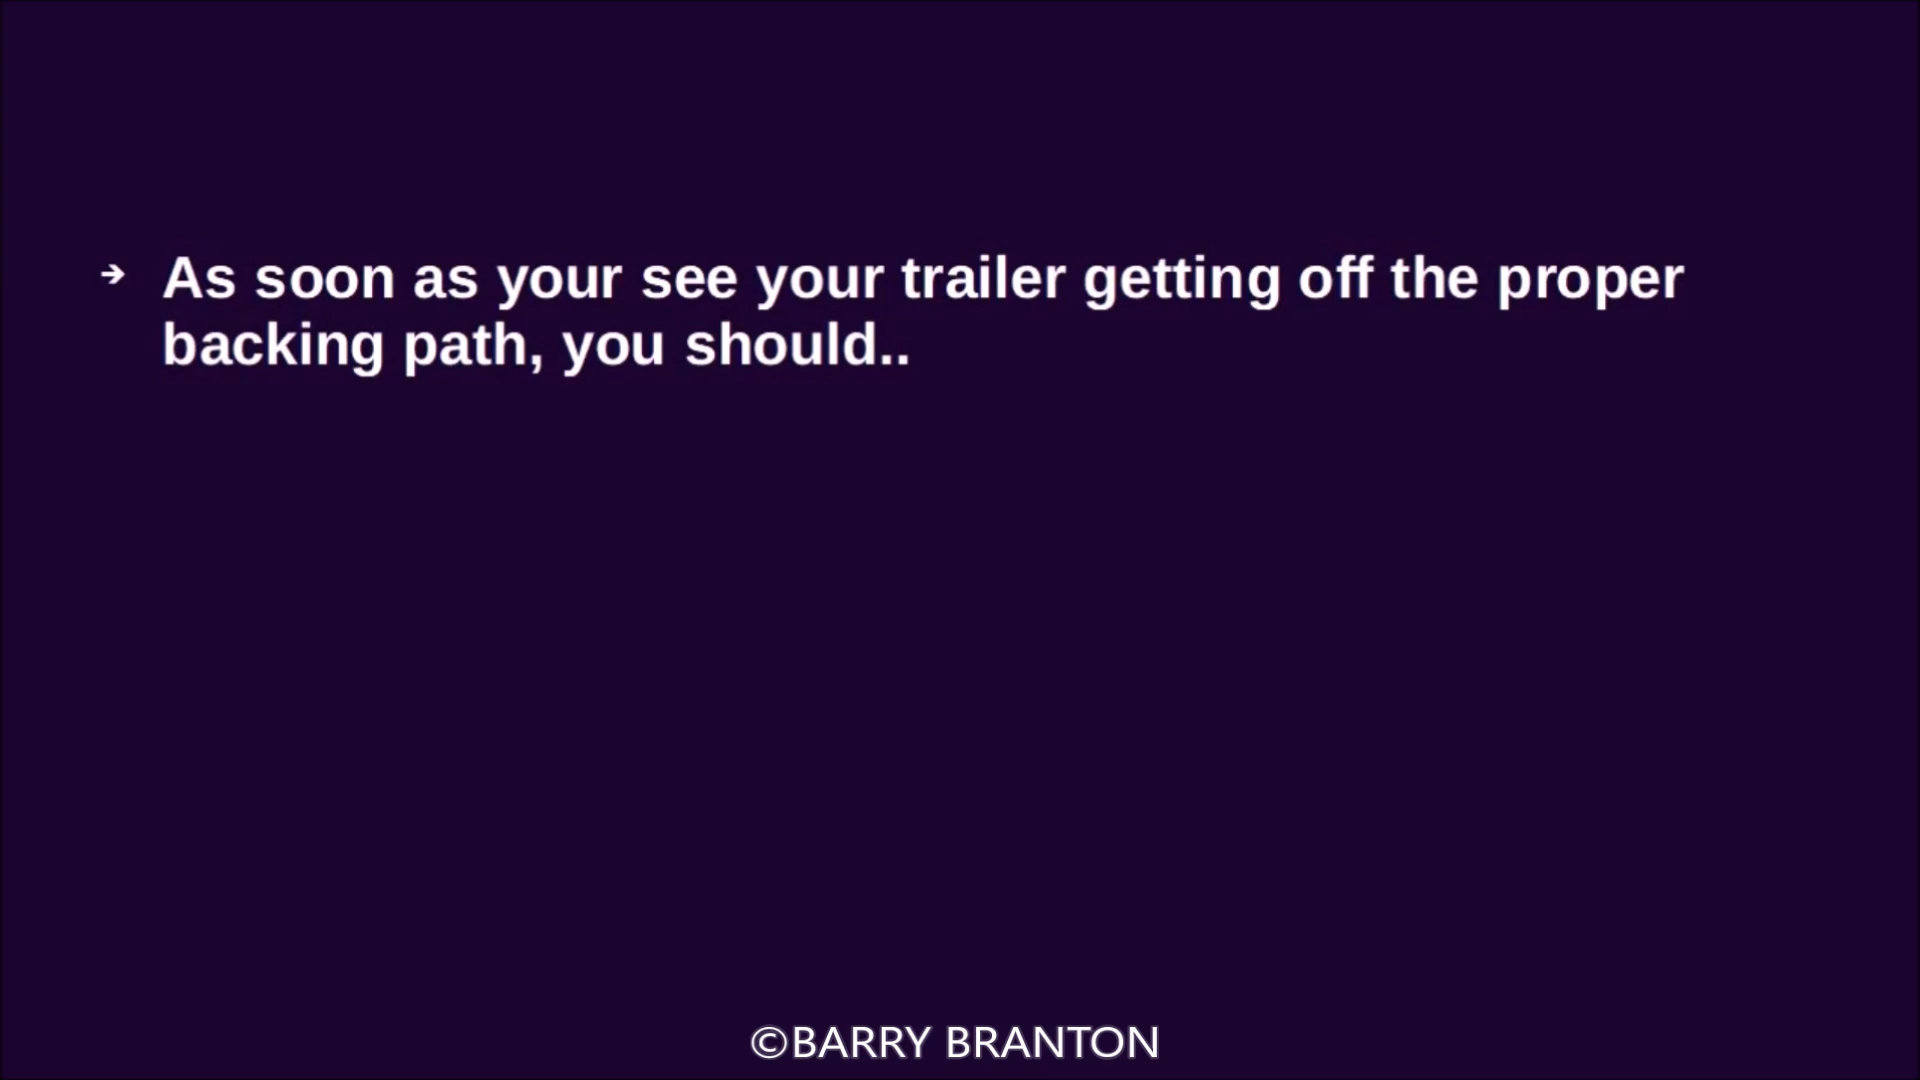 ➔ As soon as your see your trailer getting off the proper
backing path, you should..
©BARRY BRANTON